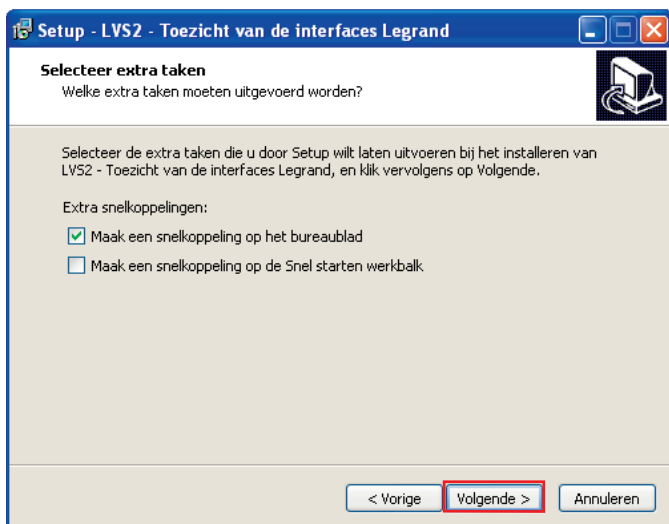 Setup - LVS2 - Toezicht van de interfaces Legrand
Selecteer extra taken
Welke extra taken moeten uitgevoerd worden?
Selecteer de extra taken die u door Setup wilt laten uitvoeren bij het installeren van
LVS2 - Toezicht van de interfaces Legrand, en klik vervolgens op Volgende.
Extra snelkoppelingen:
Maak een snelkoppeling op het bureaublad
Maak een snelkoppeling op de Snel starten werkbalk
< Vorige
Volgende >
Annuleren